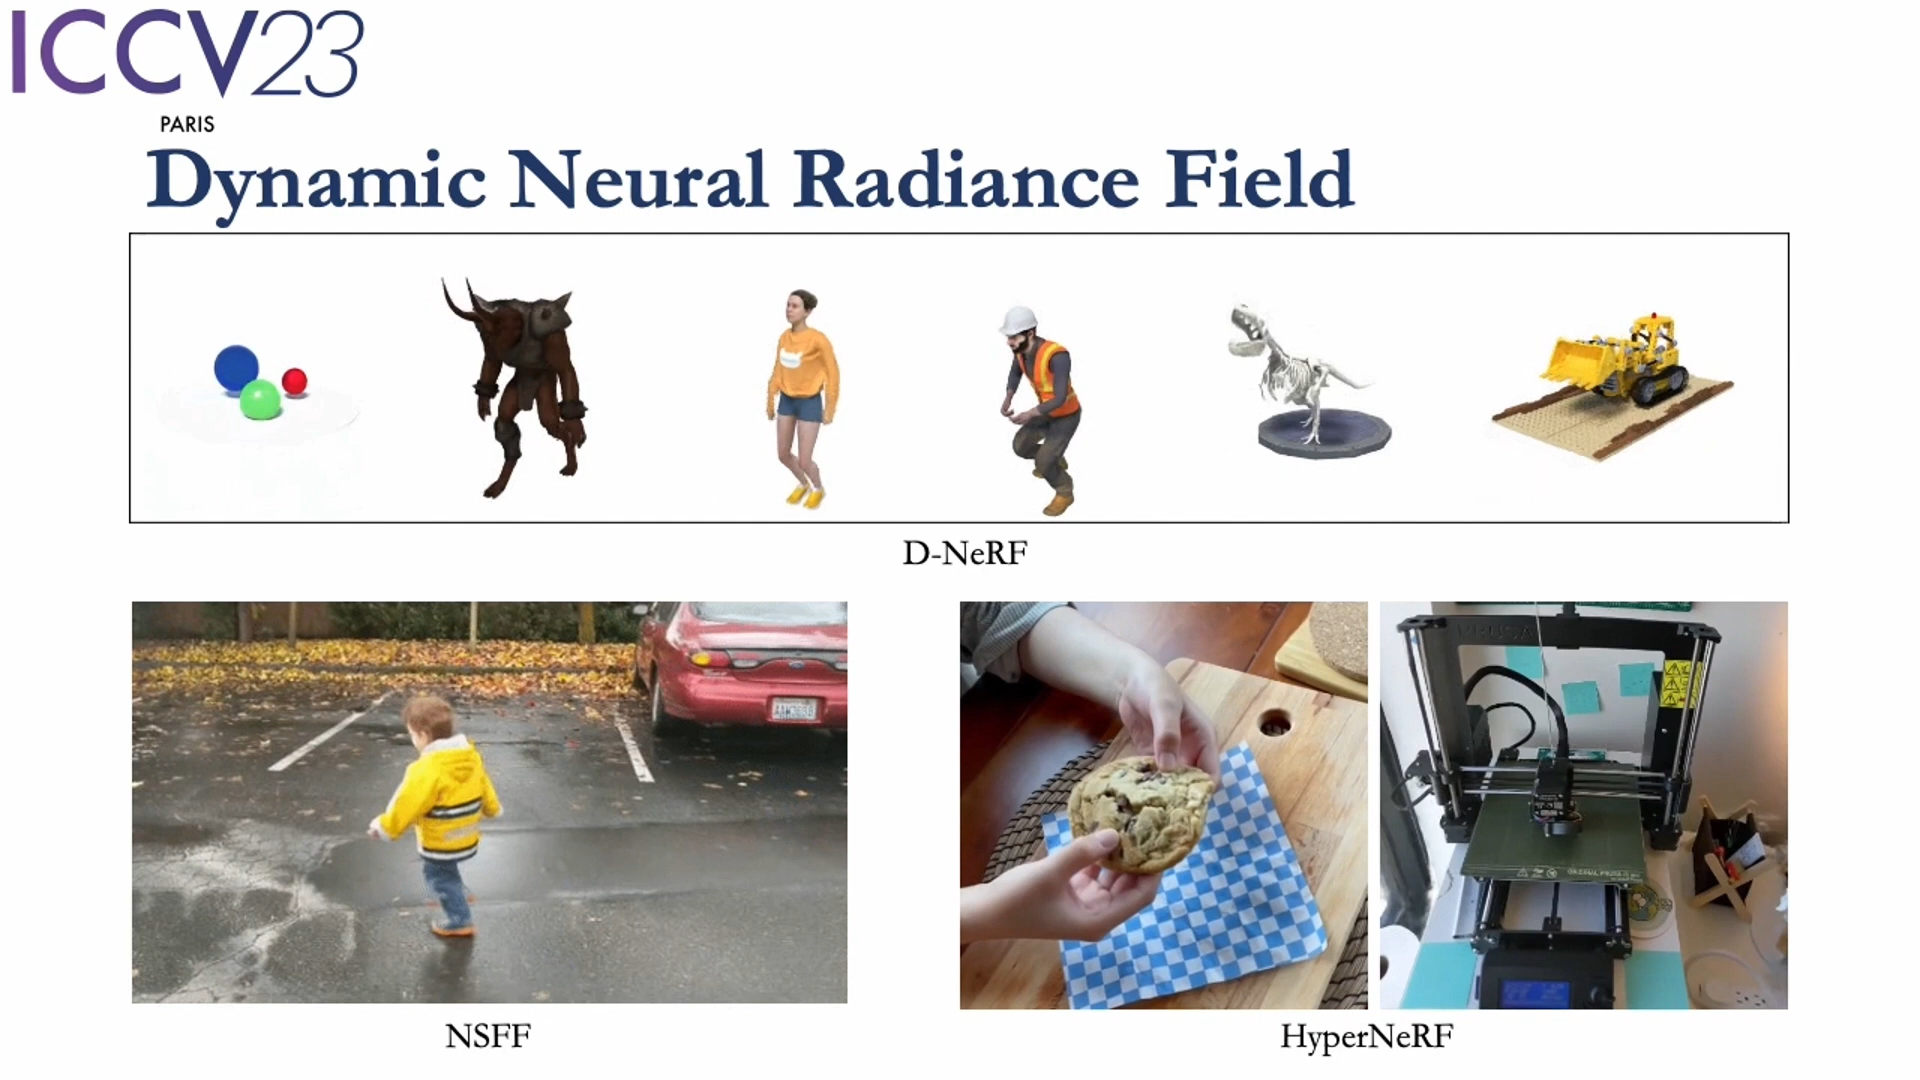 ICCV23
PARIS
Dynamic Neural Radiance Field
D-NeRF
NSFF
HyperNeRF